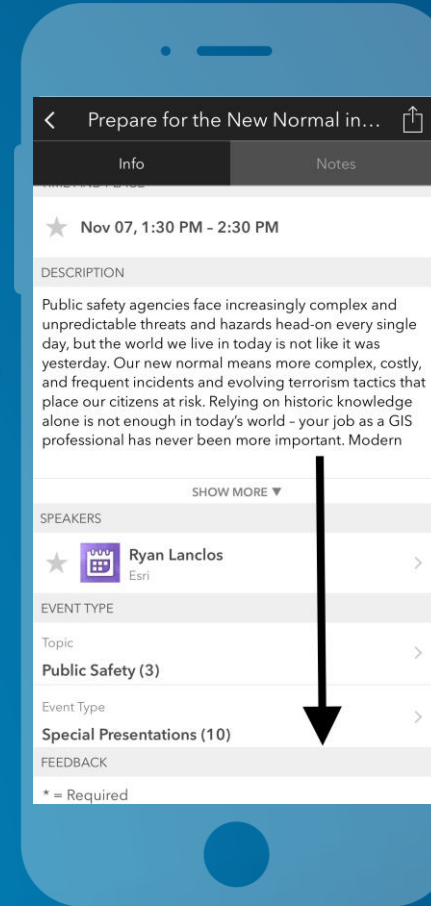 Prepare for the New Normal in...
Info
Notes
TIME AND PLACE
Nov 07, 1:30 PM – 2:30 PM
DESCRIPTION
Public safety agencies face increasingly complex and
unpredictable threats and hazards head-on every single
day, but the world we live in today is not like it was
yesterday. Our new normal means more complex, costly,
and frequent incidents and evolving terrorism tactics that
place our citizens at risk. Relying on historic knowledge
alone is not enough in today's world – your job as a GIS
professional has never been more important. Modern
SHOW MORE ▼
SPEAKERS
Ryan Lanclos
Esri
EVENT TYPE
Topic
Public Safety (3)
Event Type
Special Presentations (10)
FEEDBACK
* = Required